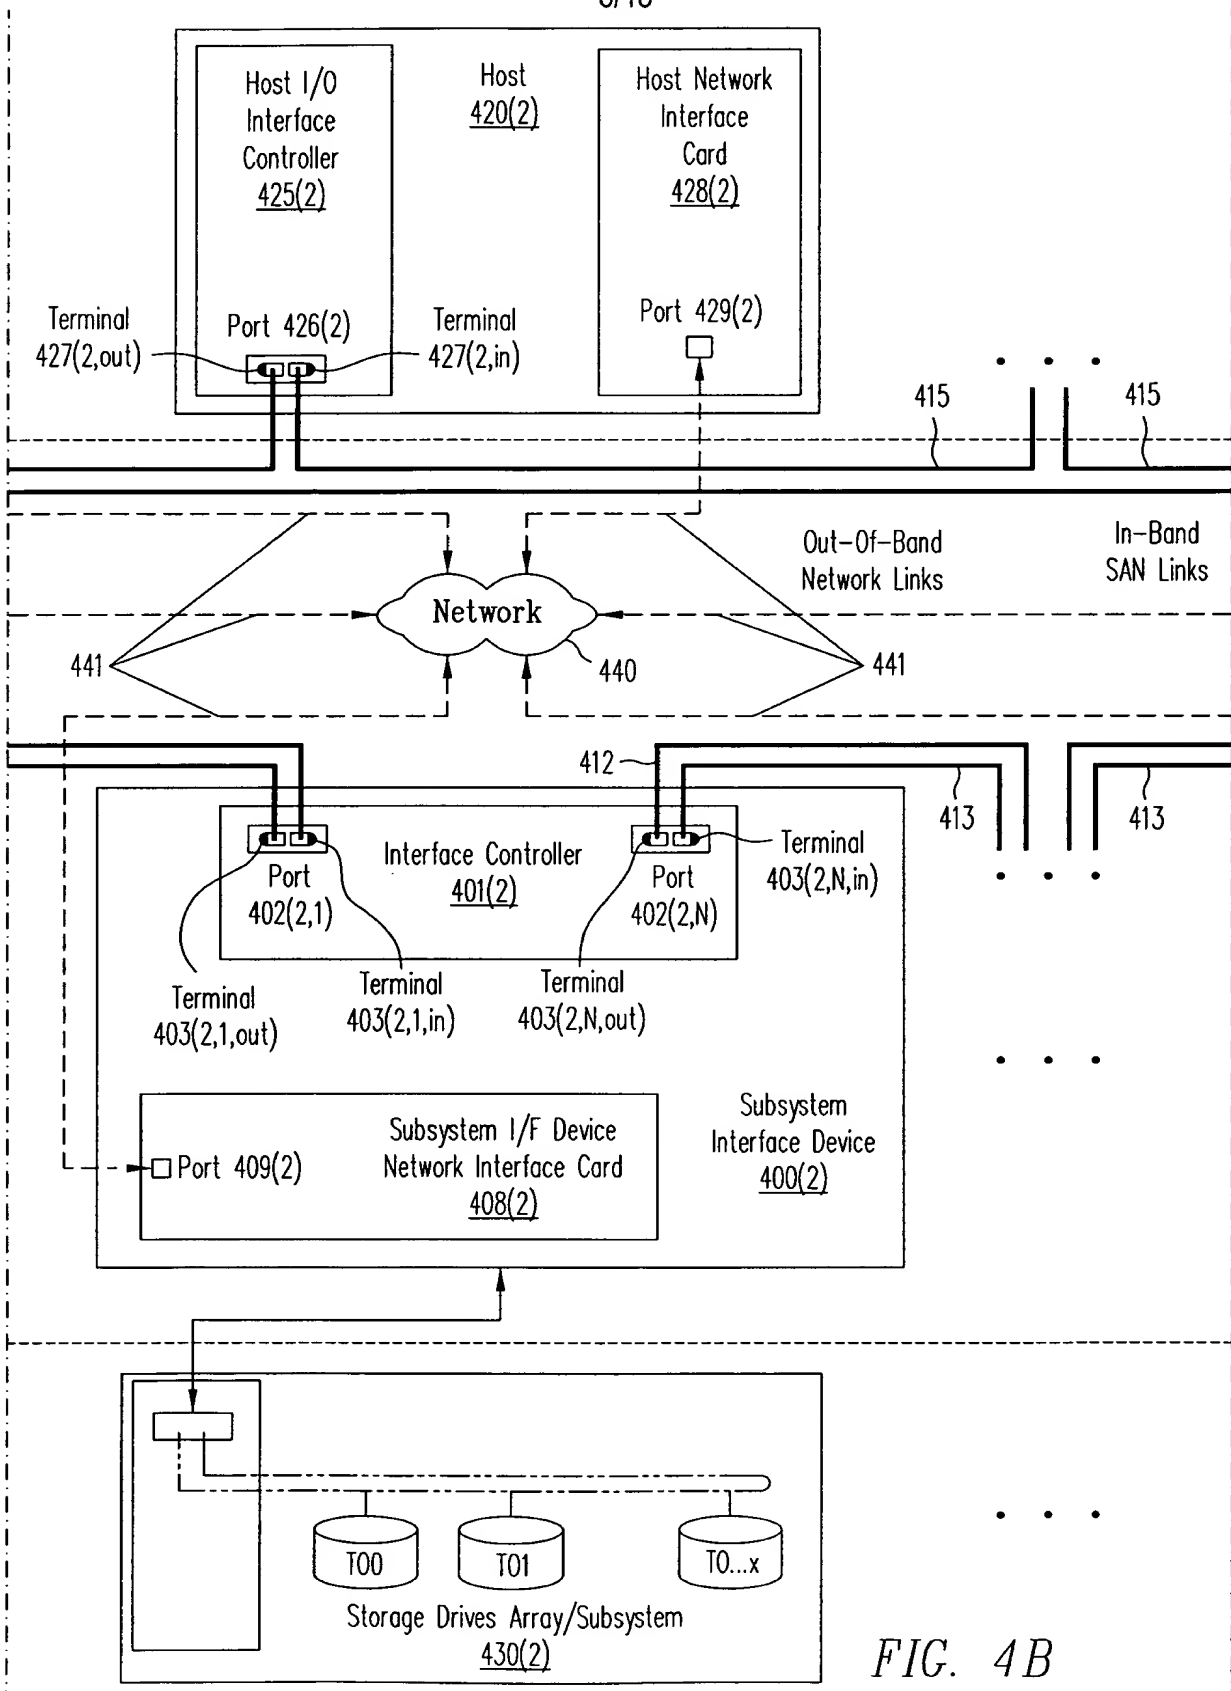 Host I/O
Interface
Controller
425(2)
Host
420(2)
Host Network
Interface
Card
428(2)
Terminal
427(2,out)
Port 426(2)
Terminal
427(2,in)
Port 429(2)
. . .
415
415
Out-Of-Band
Network Links
In-Band
SAN Links
Network
441
440
441
412
413
413
Interface Controller
401(2)
Port
402(2,1)
Port
402(2,N)
Terminal
403(2,N,in)
. . .
Terminal
403(2,1,out)
Terminal
403(2,1,in)
Terminal
403(2,N,out)
. . .
Subsystem I/F Device
Network Interface Card
408(2)
Port 409(2)
Subsystem
Interface Device
400(2)
T00
T01
T0...x
. . .
Storage Drives Array/Subsystem
430(2)
FIG. 4B